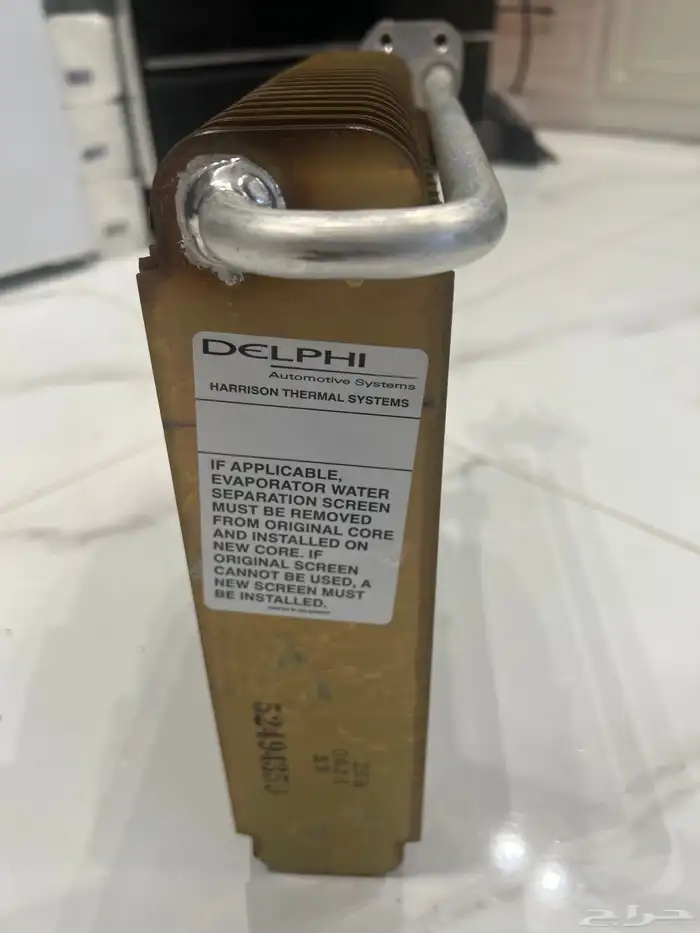 DELPHI
Automotive Systems
HARRISON THERMAL SYSTEMS
IF APPLICABLE,
EVAPORATOR WATER
SEPARATION SCREEN
MUST BE REMOVED
FROM ORIGINAL CORE
AND INSTALLED ON
NEW CORE. IF
ORIGINAL SCREEN
CANNOT BE USED, A
NEW SCREEN MUST
BE INSTALLED.
حراج